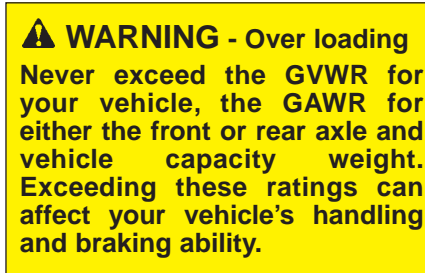 WARNING - Over loading
Never exceed the GVWR for
your vehicle, the GAWR for
either the front or rear axle and
vehicle capacity weight.
Exceeding these ratings can
affect your vehicle's handling
and braking ability.